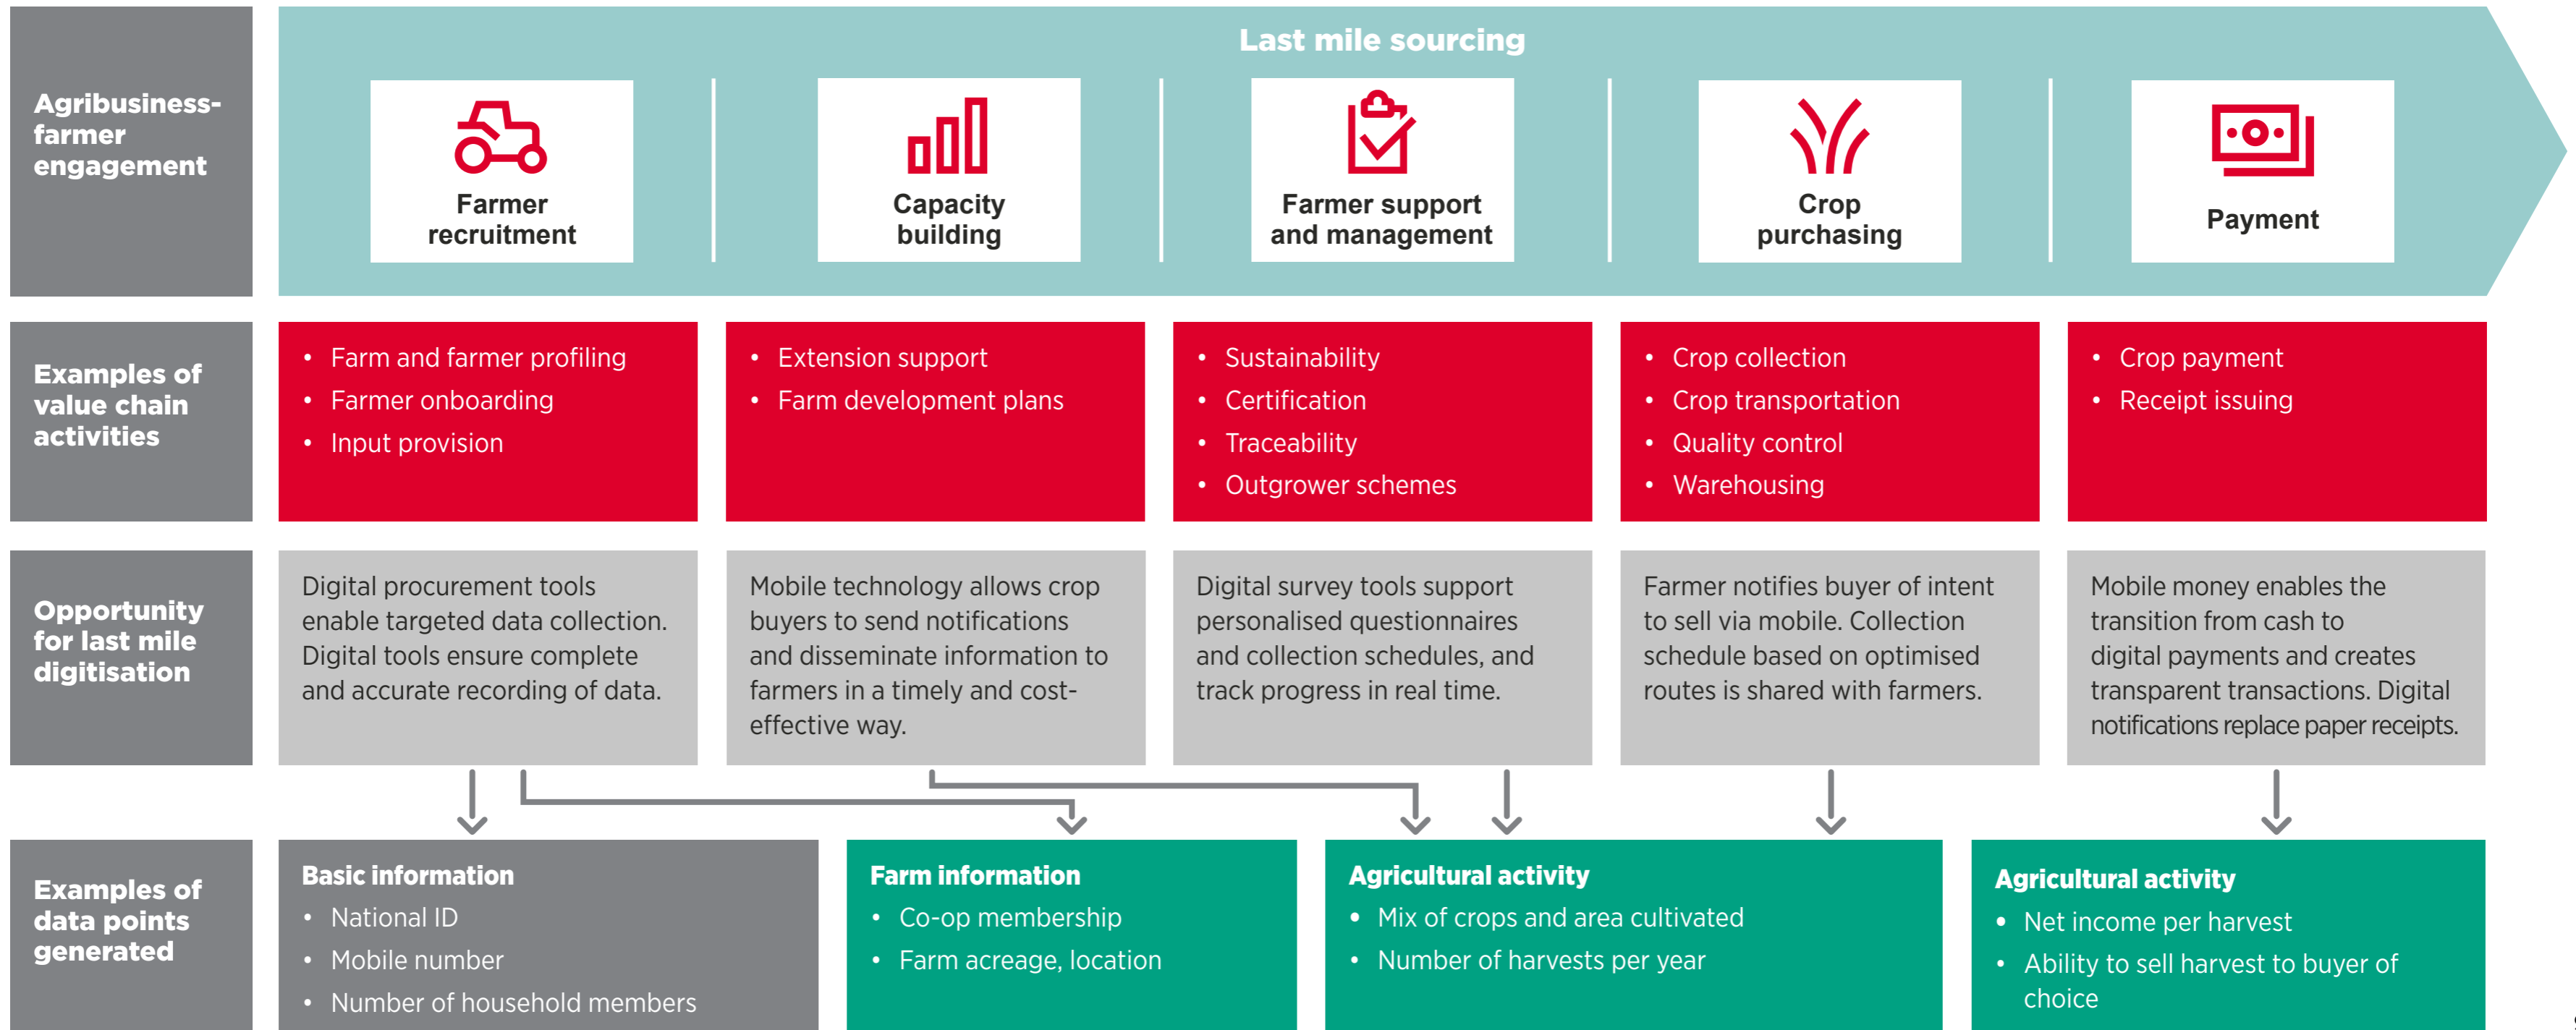 Last mile sourcing
Agribusiness-
farmer
engagement
Farmer
recruitment
Capacity
building
Farmer support
and management
Crop
purchasing
Payment
Examples of
value chain
activities
• Farm and farmer profiling
• Farmer onboarding
• Input provision
• Extension support
• Farm development plans
• Sustainability
• Certification
• Traceability
• Outgrower schemes
• Crop collection
• Crop transportation
• Quality control
• Warehousing
• Crop payment
• Receipt issuing
Opportunity
for last mile
digitisation
Digital procurement tools
enable targeted data collection.
Digital tools ensure complete
and accurate recording of data.
Mobile technology allows crop
buyers to send notifications
and disseminate information to
farmers in a timely and cost-
effective way.
Digital survey tools support
personalised questionnaires
and collection schedules, and
track progress in real time.
Farmer notifies buyer of intent
to sell via mobile. Collection
schedule based on optimised
routes is shared with farmers.
Mobile money enables the
transition from cash to
digital payments and creates
transparent transactions. Digital
notifications replace paper receipts.
Examples of
data points
generated
Basic information
• National ID
• Mobile number
• Number of household members
Farm information
• Co-op membership
• Farm acreage, location
Agricultural activity
• Mix of crops and area cultivated
• Number of harvests per year
Agricultural activity
• Net income per harvest
• Ability to sell harvest to buyer of
choice